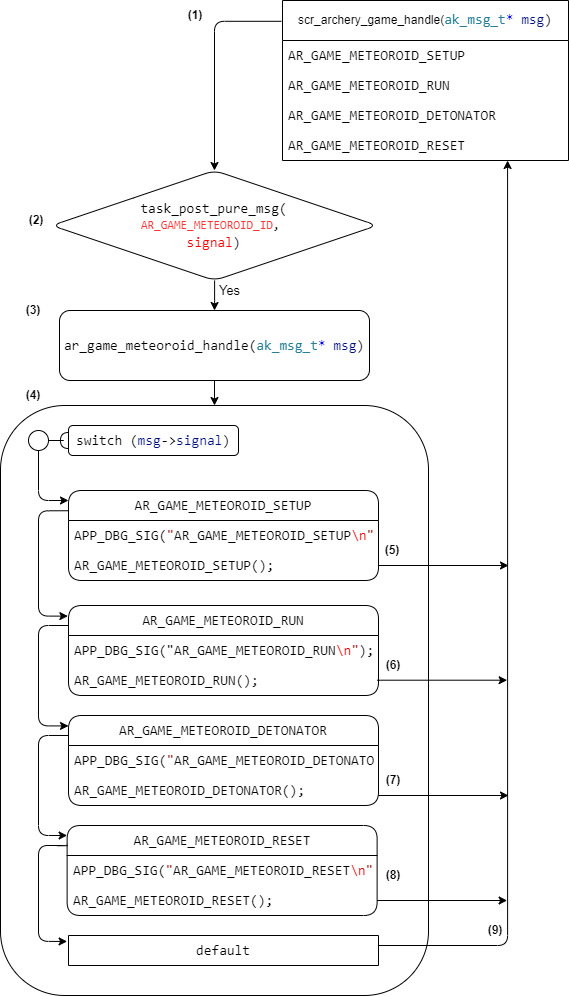 (1)
scr_archery_game_handle(ak_msg_t* msg)
AR_GAME_METEOROID_SETUP
AR_GAME_METEOROID_RUN
AR_GAME_METEOROID_DETONATOR
AR_GAME_METEOROID_RESET
(2)
task_post_pure_msg(
AR_GAME_METEOROID_ID,
signal)
Yes
(3)
ar_game_meteoroid_handle(ak_msg_t* msg)
(4)
switch (msg->signal)
AR_GAME_METEOROID_SETUP
APP_DBG_SIG("AR_GAME_METEOROID_SETUP\n"
AR_GAME_METEOROID_SETUP();
(5)
AR_GAME_METEOROID_RUN
APP_DBG_SIG("AR_GAME_METEOROID_RUN\n");
AR_GAME_METEOROID_RUN();
(6)
AR_GAME_METEOROID_DETONATOR
APP_DBG_SIG("AR_GAME_METEOROID_DETONATO
AR_GAME_METEOROID_DETONATOR();
(7)
AR_GAME_METEOROID_RESET
APP_DBG_SIG("AR_GAME_METEOROID_RESET\n"
AR_GAME_METEOROID_RESET();
(8)
default
(9)